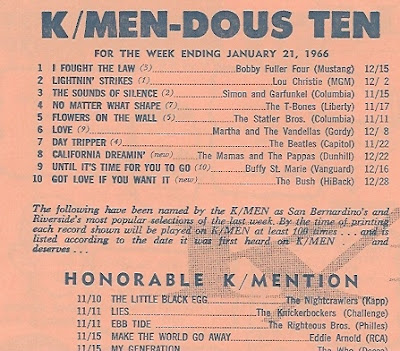 K/MEN-DOUS TEN
FOR THE WEEK ENDING JANUARY 21, 1966
1 I FOUGHT THE LAW (3) Bobby Fuller Four (Mustang) 12/15
2 LIGHTNIN' STRIKES (1) Lou Christie (MGM) 12/ 2
3 THE SOUNDS OF SILENCE (2) Simon and Garfunkel (Columbia) 11/15
4 NO MATTER WHAT SHAPE (7) The T-Bones (Liberty) 11/17
5 FLOWERS ON THE WALL (5) The Statler Bros. (Columbia) 11/11
6 LOVE (9) Martha and The Vandellas (Gordy) 12/ 8
7 DAY TRIPPER (4) The Beatles (Capitol) 11/22
8 CALIFORNIA DREAMIN' (new) The Mamas and The Pappas (Dunhill) 12/22
9 UNTIL IT'S TIME FOR YOU TO GO (10) Buffy St. Marie (Vanguard) 12/16
10 GOT LOVE IF YOU WANT IT (new) The Bush (HiBack) 12/28
The following have been named by the K/MEN as San Bernardino's and
Riverside's most popular selections of the last week. By the time of printing
each record shown will be played on K/MEN at least 100 times . . . and is
listed according to the date it was first heard on K/MEN and
deserves . . .
HONORABLE K/MENTION
11/10 THE LITTLE BLACK EGG The Nightcrawlers (Kapp)
11/11 LIES The Knickerbockers (Challenge)
11/11 EBB TIDE The Righteous Bros. (Philles)
11/15 MAKE THE WORLD GO AWAY Eddie Arnold (RCA)
11/15 MY GENERATION The Who (Decca)